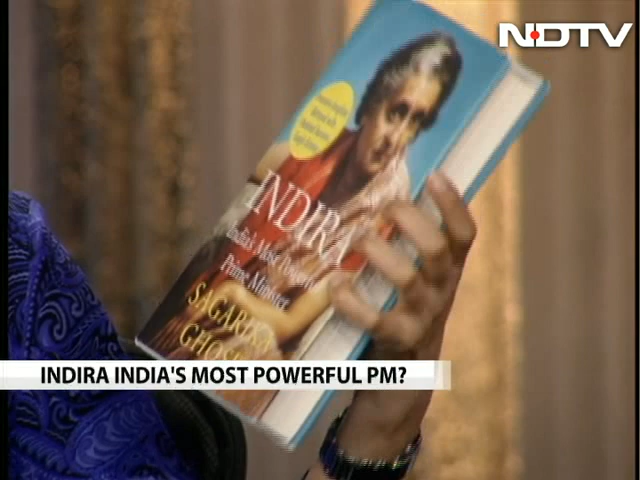 NDTV
INDIRA
India's Most Powerful
Prime Minister
SAGARIKA
GHOSE
INDIRA INDIA'S MOST POWERFUL PM?